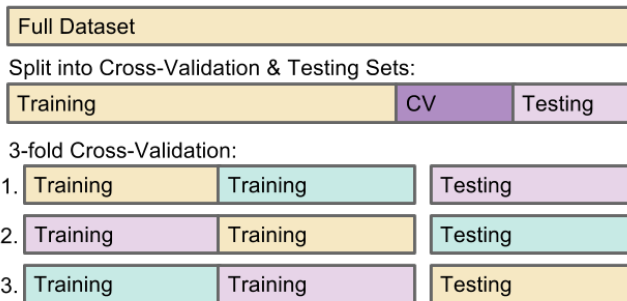 Full Dataset
Split into Cross-Validation & Testing Sets:
Training CV Testing
3-fold Cross-Validation:
1. Training Training Testing
2. Training Training Testing
3. Training Training Testing